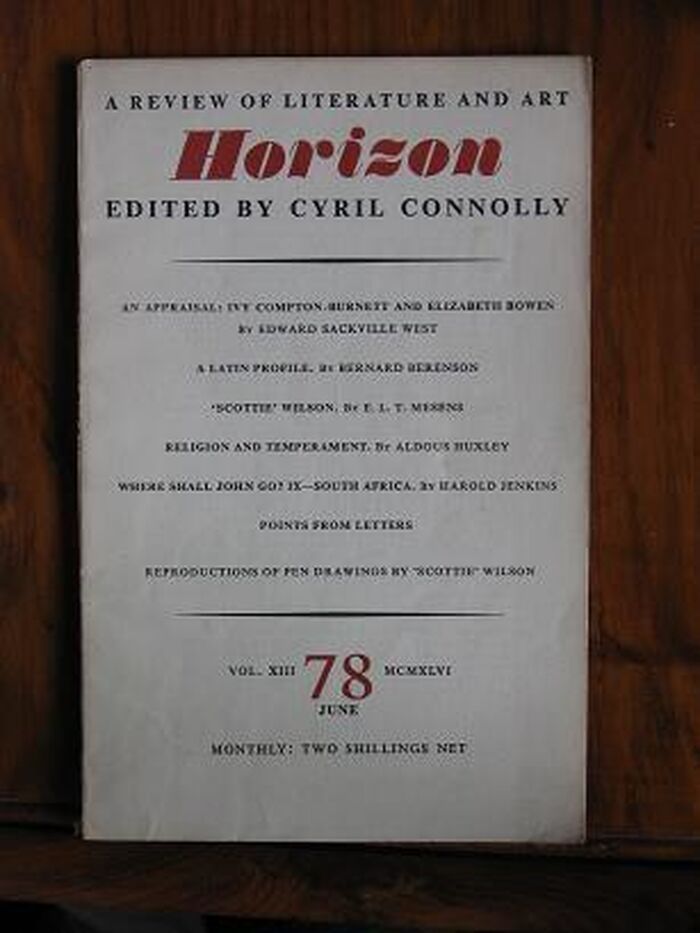 A REVIEW OF LITERATURE AND ART
Horizon
EDITED BY CYRIL CONNOLLY
AN APPRAISAL: IVY COMPTON-BURNETT AND ELIZABETH BOWEN
BY EDWARD SACKVILLE WEST
A LATIN PROFILE. BY BERNARD BERENSON
'SCOTTIE' WILSON. BY E. L. T. MESENS
RELIGION AND TEMPERAMENT. BY ALDOUS HUXLEY
WHERE SHALL JOHN GO? IX—SOUTH AFRICA. BY HAROLD JENKINS
POINTS FROM LETTERS
REPRODUCTIONS OF PEN DRAWINGS BY 'SCOTTIE' WILSON
VOL. XIII 78 MCMXLVI
JUNE
MONTHLY: TWO SHILLINGS NET